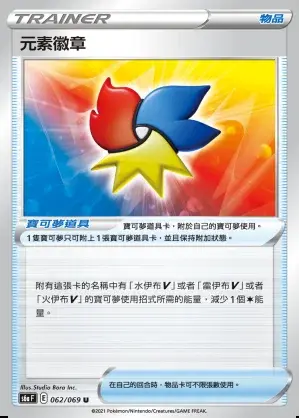 TRAINER 物品
元素徽章
寶可夢道具 寶可夢道具卡，附於自己的寶可夢使用。
1隻寶可夢只可附上1張寶可夢道具卡，並且保持附加狀態。
附有這張卡的名稱中有「水伊布V」或者「雷伊布V」或者
「火伊布V」的寶可夢使用招式所需的能量，減少1個✱能
量。
Illus. Studio Bora Inc.
S6a F E 062/069 U
在自己的回合時，物品卡可不限張數使用。
©2021 Pokémon/Nintendo/Creatures/GAME FREAK.